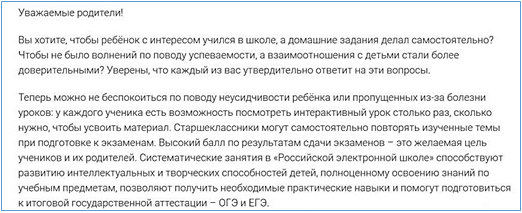 Уважаемые родители!
Вы хотите, чтобы ребёнок с интересом учился в школе, а домашние задания делал самостоятельно?
Чтобы не было волнений по поводу успеваемости, а взаимоотношения с детьми стали более
доверительными? Уверены, что каждый из вас утвердительно ответит на эти вопросы.
Теперь можно не беспокоиться по поводу неусидчивости ребёнка или пропущенных из-за болезни
уроков: у каждого ученика есть возможность посмотреть интерактивный урок столько раз, сколько
нужно, чтобы усвоить материал. Старшеклассники могут самостоятельно повторять изученные темы
при подготовке к экзаменам. Высокий балл по результатам сдачи экзаменов – это желаемая цель
учеников и их родителей. Систематические занятия в «Российской электронной школе» способствуют
развитию интеллектуальных и творческих способностей детей, полноценному освоению знаний по
учебным предметам, позволяют получить необходимые практические навыки и помогут подготовиться
к итоговой государственной аттестации – ОГЭ и ЕГЭ.